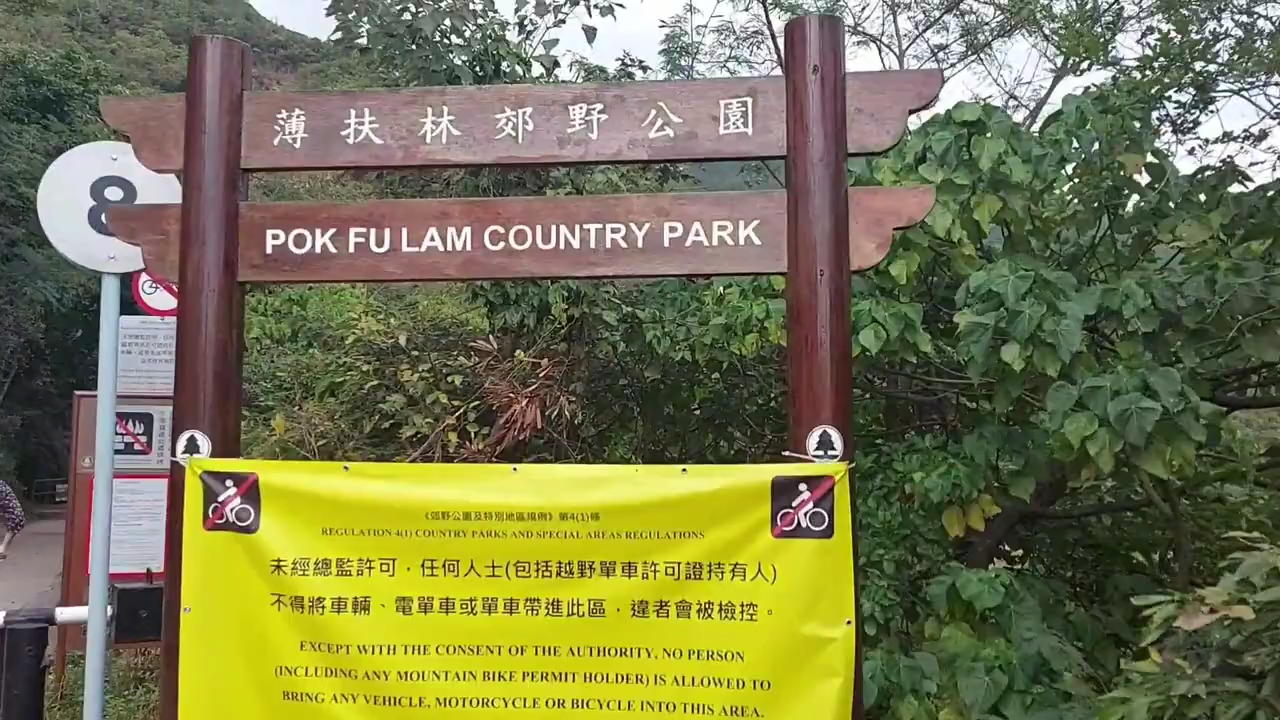 薄扶林郊野公園
8
POK FU LAM COUNTRY PARK
《郊野公園及特別地區規例》第4(1)條
REGULATION 4(1) COUNTRY PARKS AND SPECIAL AREAS REGULATIONS
未經總監許可，任何人士(包括越野單車許可證持有人)
不得將車輛、電單車或單車帶進此區，違者會被檢控。
EXCEPT WITH THE CONSENT OF THE AUTHORITY, NO PERSON
(INCLUDING ANY MOUNTAIN BIKE PERMIT HOLDER) IS ALLOWED TO
BRING ANY VEHICLE, MOTORCYCLE OR BICYCLE INTO THIS AREA.